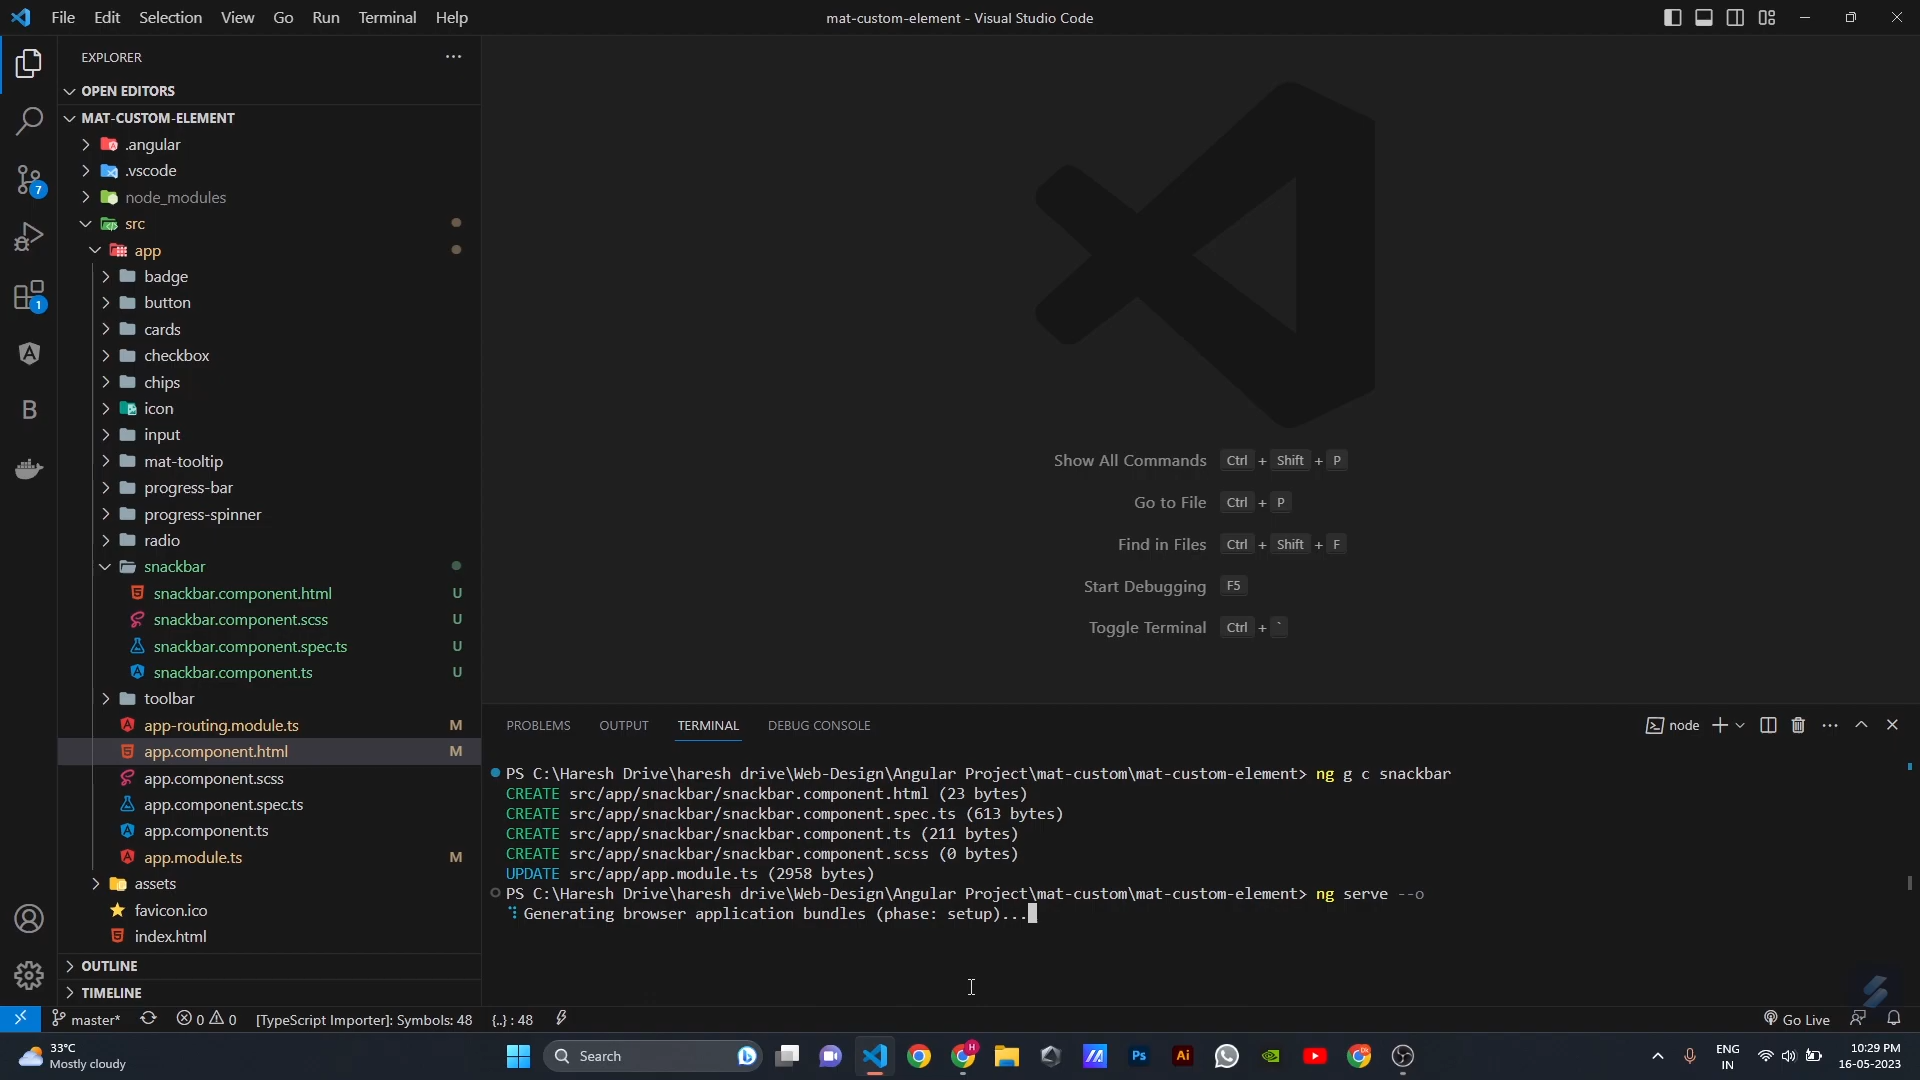 File Edit Selection View Go Run Terminal Help
mat-custom-element - Visual Studio Code
EXPLORER
OPEN EDITORS
MAT-CUSTOM-ELEMENT
.angular
.vscode
node_modules
src
app
badge
button
cards
checkbox
chips
icon
input
mat-tooltip
progress-bar
progress-spinner
radio
snackbar
snackbar.component.html U
snackbar.component.scss U
snackbar.component.spec.ts U
snackbar.component.ts U
toolbar
app-routing.module.ts M
app.component.html M
app.component.scss
app.component.spec.ts
app.component.ts
app.module.ts M
assets
favicon.ico
index.html
OUTLINE
TIMELINE
7
1
B
Show All Commands Ctrl + Shift + P
Go to File Ctrl + P
Find in Files Ctrl + Shift + F
Start Debugging F5
Toggle Terminal Ctrl + `
PROBLEMS OUTPUT TERMINAL DEBUG CONSOLE
node
PS C:\Haresh Drive\haresh drive\Web-Design\Angular Project\mat-custom\mat-custom-element> ng g c snackbar
CREATE src/app/snackbar/snackbar.component.html (23 bytes)
CREATE src/app/snackbar/snackbar.component.spec.ts (613 bytes)
CREATE src/app/snackbar/snackbar.component.ts (211 bytes)
CREATE src/app/snackbar/snackbar.component.scss (0 bytes)
UPDATE src/app/app.module.ts (2958 bytes)
PS C:\Haresh Drive\haresh drive\Web-Design\Angular Project\mat-custom\mat-custom-element> ng serve --o
Generating browser application bundles (phase: setup)...
master* 0 0 [TypeScript Importer]: Symbols: 48 {..} : 48
Go Live
33°C
Mostly cloudy
Search
H
Ps
Ai
ENG
IN
10:29 PM
16-05-2023